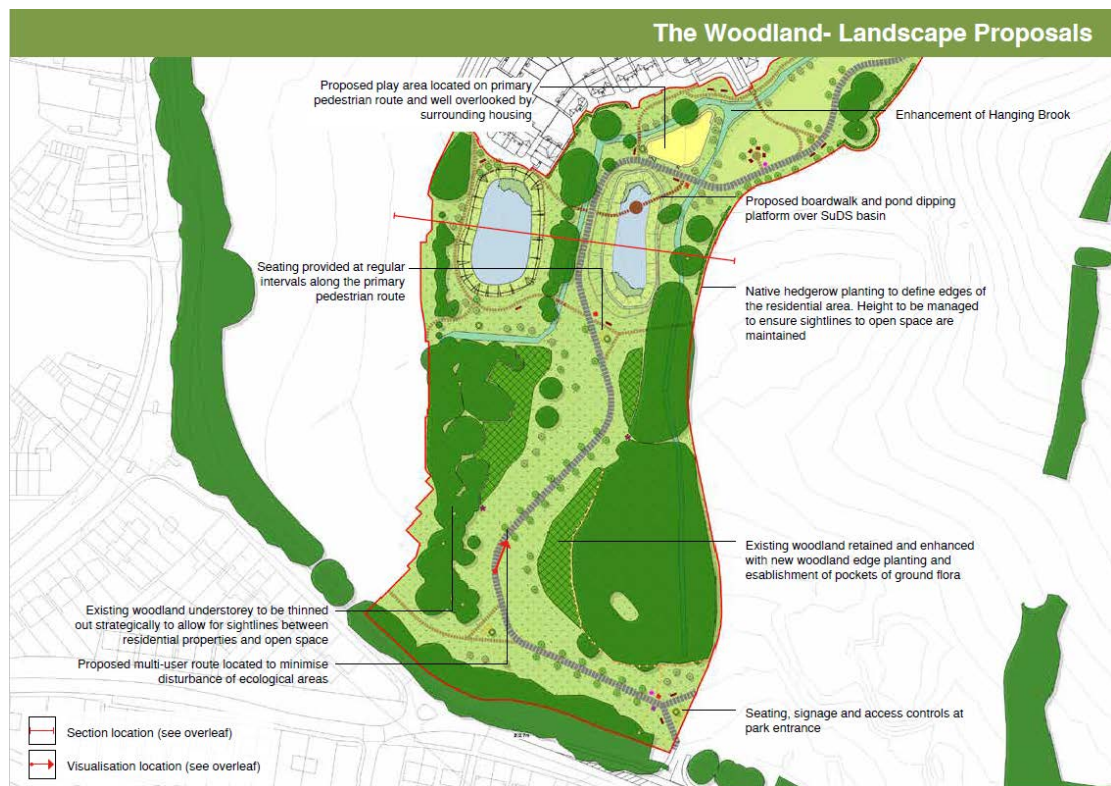 The Woodland- Landscape Proposals
Proposed play area located on primary
pedestrian route and well overlooked by
surrounding housing
Enhancement of Hanging Brook
Proposed boardwalk and pond dipping
platform over SuDS basin
Seating provided at regular
intervals along the primary
pedestrian route
Native hedgerow planting to define edges of
the residential area. Height to be managed
to ensure sightlines to open space are
maintained
Existing woodland retained and enhanced
with new woodland edge planting and
esablishment of pockets of ground flora
Existing woodland understorey to be thinned
out strategically to allow for sightlines between
residential properties and open space
Proposed multi-user route located to minimise
disturbance of ecological areas
Seating, signage and access controls at
park entrance
Section location (see overleaf)
Visualisation location (see overleaf)